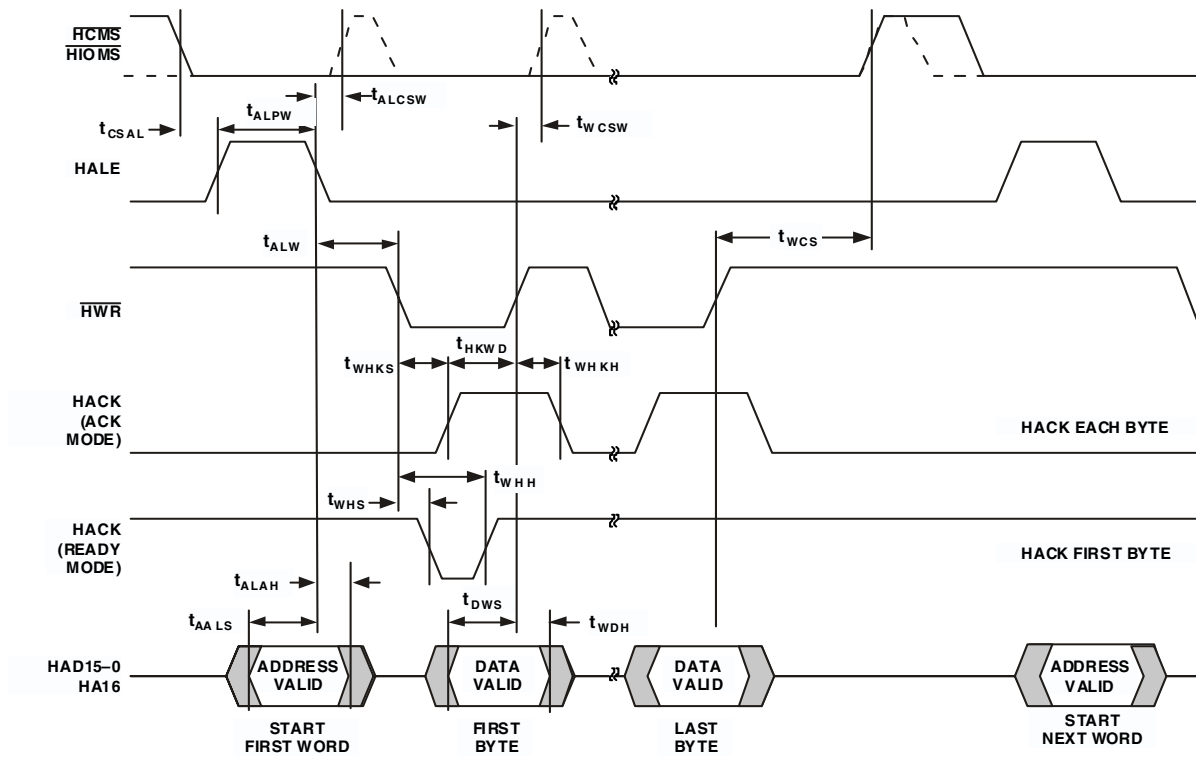 HCMS
HIOMS
tALCSW
tALPW
tCSAL
tWCSW
HALE
tALW
tWCS
HWR
tHKWD
tWHKS
tWHKH
HACK
(ACK
MODE)
HACK EACH BYTE
tWHH
tWHS
HACK
(READY
MODE)
HACK FIRST BYTE
tALAH
tDWS
tAALS
tWDH
HAD15–0
HA16
ADDRESS
VALID
DATA
VALID
DATA
VALID
ADDRESS
VALID
START
FIRST WORD
FIRST
BYTE
LAST
BYTE
START
NEXT WORD